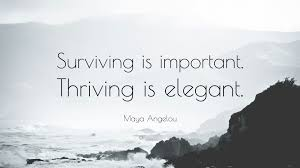 Surviving is important.
Thriving is elegant.
Maya Angelou